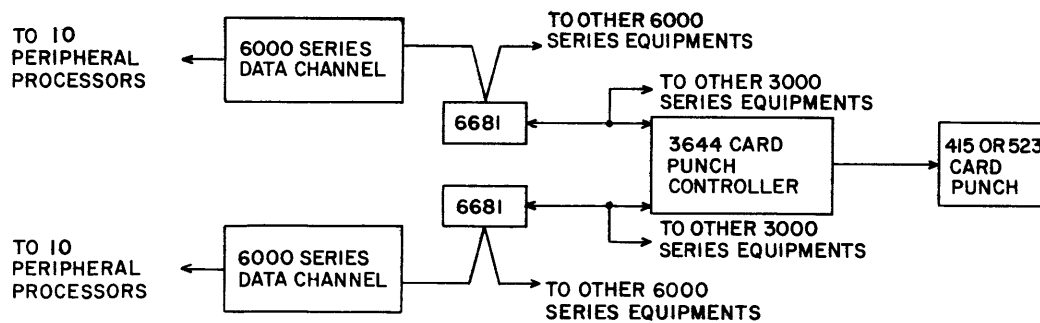 TO 10
PERIPHERAL
PROCESSORS
6000 SERIES
DATA CHANNEL
TO OTHER 6000
SERIES EQUIPMENTS
6681
TO OTHER 3000
SERIES EQUIPMENTS
3644 CARD
PUNCH
CONTROLLER
415 OR 523
CARD
PUNCH
6681
TO OTHER 3000
SERIES EQUIPMENTS
TO 10
PERIPHERAL
PROCESSORS
6000 SERIES
DATA CHANNEL
TO OTHER 6000
SERIES EQUIPMENTS